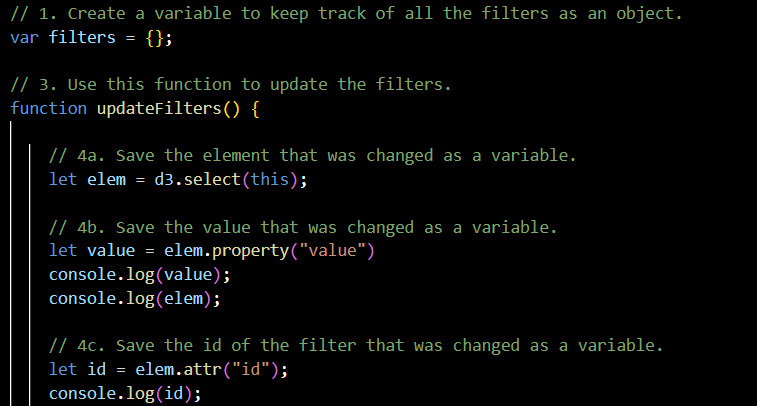 // 1. Create a variable to keep track of all the filters as an object.
var filters = {};
// 3. Use this function to update the filters.
function updateFilters() {
// 4a. Save the element that was changed as a variable.
let elem = d3.select(this);
// 4b. Save the value that was changed as a variable.
let value = elem.property("value")
console.log(value);
console.log(elem);
// 4c. Save the id of the filter that was changed as a variable.
let id = elem.attr("id");
console.log(id);